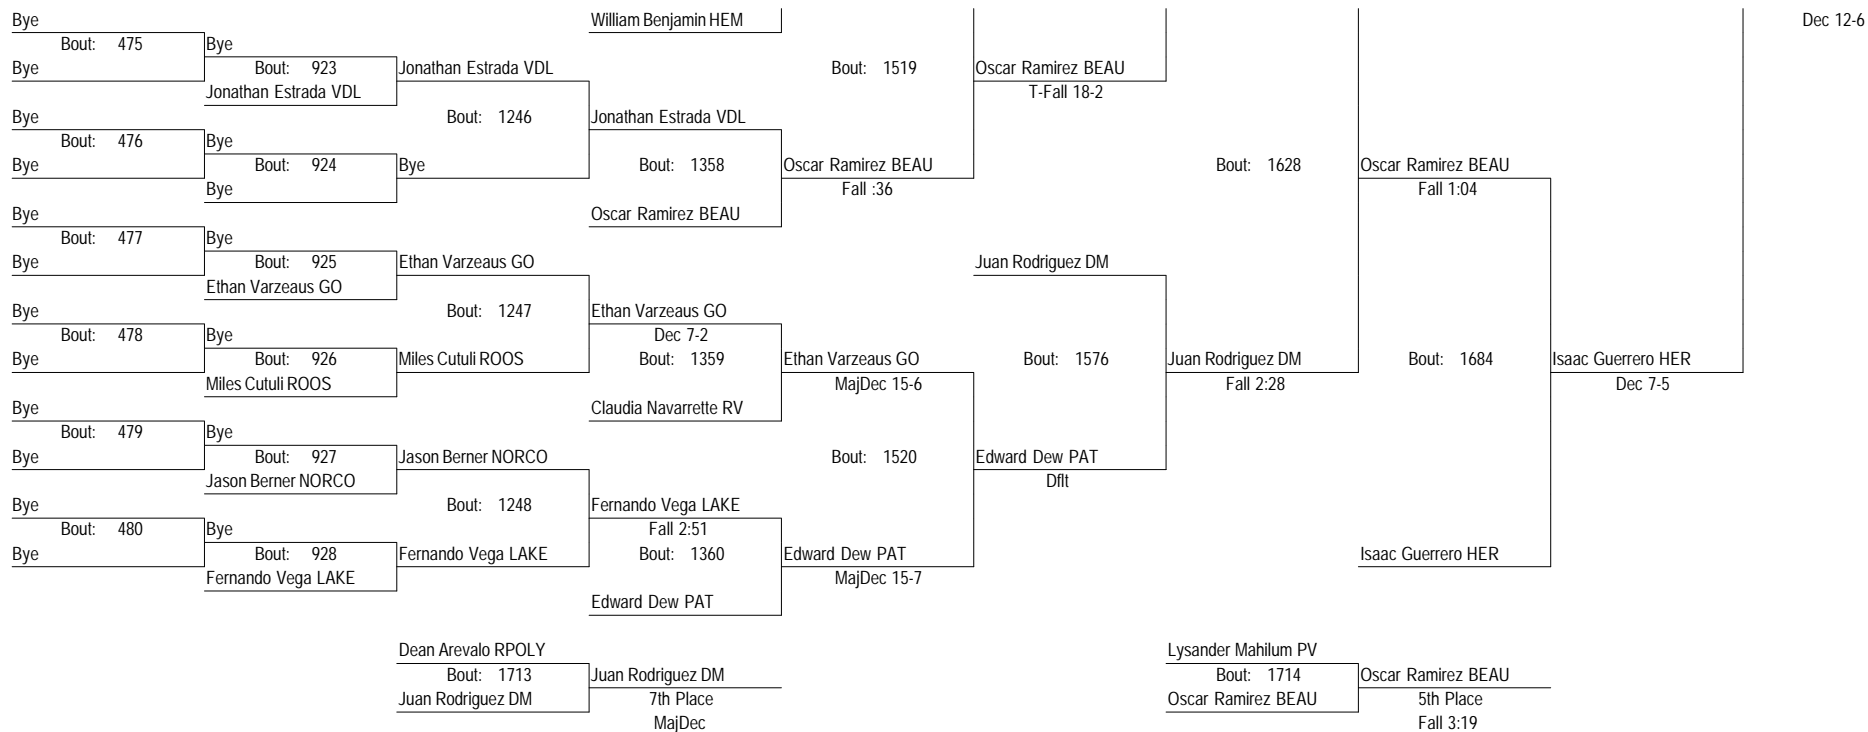 Bye William Benjamin HEM Dec 12-6
Bout: 475 Bye
Bye Bout: 923 Jonathan Estrada VDL Bout: 1519 Oscar Ramirez BEAU
Jonathan Estrada VDL T-Fall 18-2
Bye Bout: 1246 Jonathan Estrada VDL
Bout: 476 Bye
Bye Bout: 924 Bye Bout: 1358 Oscar Ramirez BEAU Bout: 1628 Oscar Ramirez BEAU
Bye Fall :36 Fall 1:04
Bye Oscar Ramirez BEAU
Bout: 477 Bye
Bye Bout: 925 Ethan Varzeaus GO Juan Rodriguez DM
Ethan Varzeaus GO
Bye Bout: 1247 Ethan Varzeaus GO
Bout: 478 Bye Dec 7-2
Bye Bout: 926 Miles Cutuli ROOS Bout: 1359 Ethan Varzeaus GO Bout: 1576 Juan Rodriguez DM Bout: 1684 Isaac Guerrero HER
Miles Cutuli ROOS MajDec 15-6 Fall 2:28 Dec 7-5
Bye Claudia Navarrette RV
Bout: 479 Bye
Bye Bout: 927 Jason Berner NORCO Bout: 1520 Edward Dew PAT
Jason Berner NORCO Dflt
Bye Bout: 1248 Fernando Vega LAKE
Bout: 480 Bye Fall 2:51
Bye Bout: 928 Fernando Vega LAKE Bout: 1360 Edward Dew PAT Isaac Guerrero HER
Fernando Vega LAKE MajDec 15-7
Edward Dew PAT
Dean Arevalo RPOLY Lysander Mahilum PV
Bout: 1713 Juan Rodriguez DM Bout: 1714 Oscar Ramirez BEAU
Juan Rodriguez DM 7th Place Oscar Ramirez BEAU 5th Place
MajDec Fall 3:19